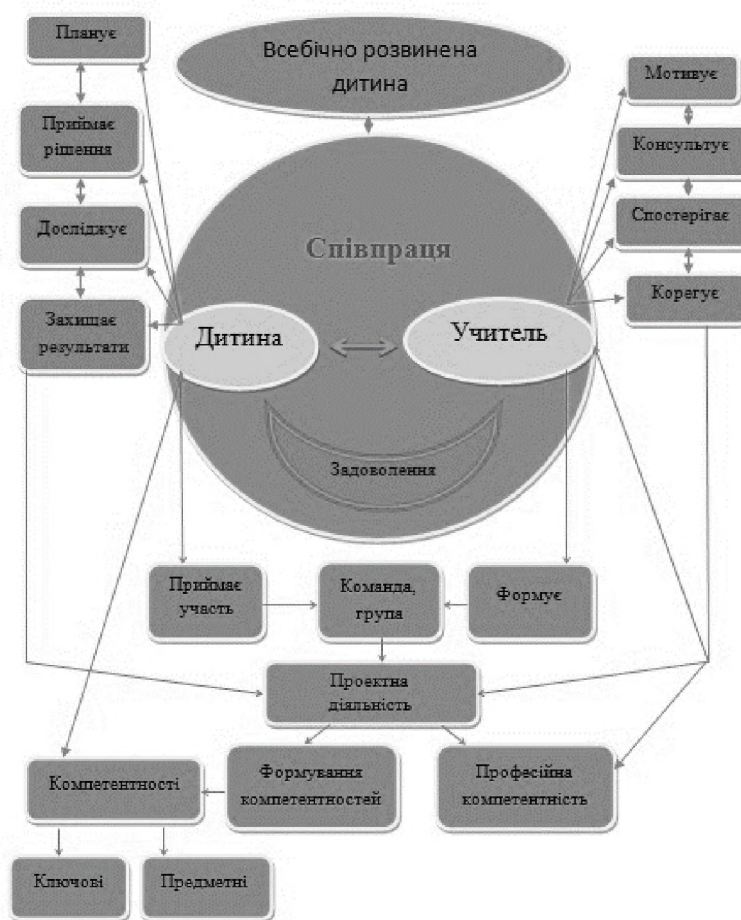 Планує
Всебічно розвинена
дитина
Мотивує
Приймає
рішення
Консультує
Досліджує
Співпраця
Спостерігає
Захищає
результати
Дитина
Учитель
Корегує
Задоволення
Приймає
участь
Команда,
група
Формує
Проектна
діяльність
Компетентності
Формування
компетентностей
Професійна
компетентність
Ключові
Предметні